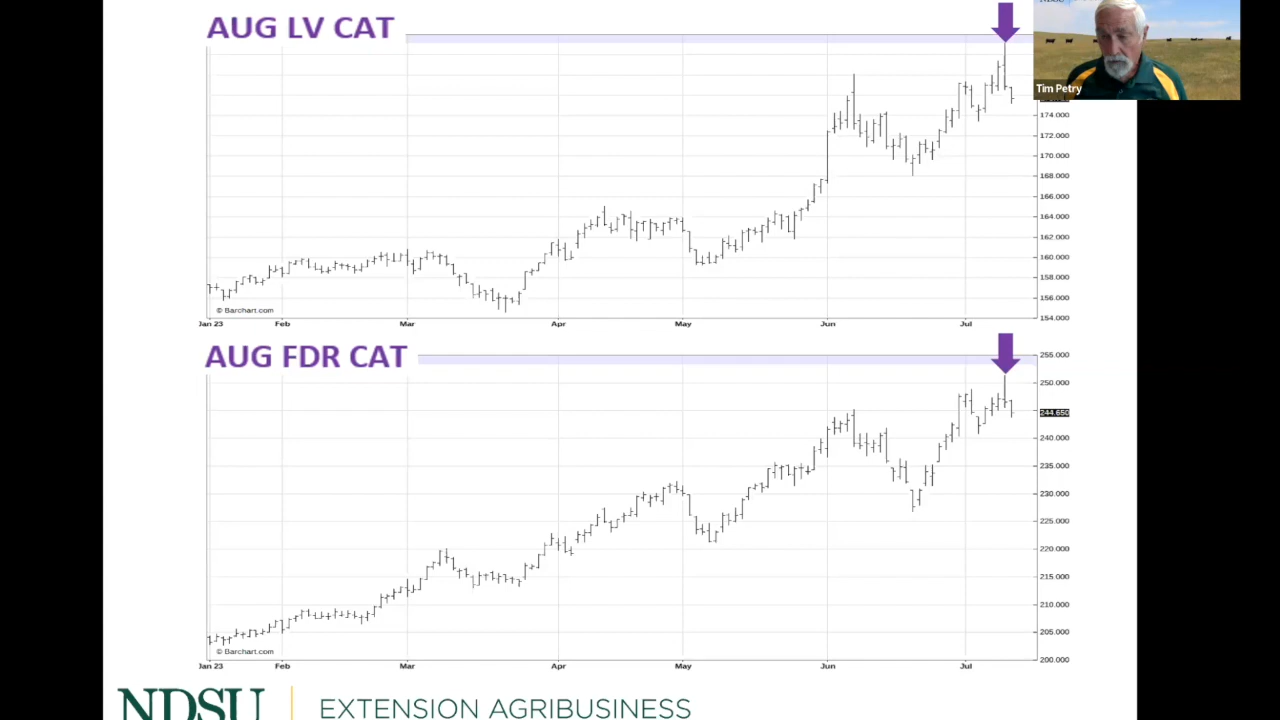 AUG LV CAT
NDSU
Tim Petry
174.000
172.000
170.000
168.000
166.000
164.000
162.000
160.000
158.000
156.000
154.000
© Barchart.com
Jan 23 Feb Mar Apr May Jun Jul
AUG FDR CAT
255.000
250.000
244.650
240.000
235.000
230.000
225.000
220.000
215.000
210.000
205.000
200.000
© Barchart.com
Jan 23 Feb Mar Apr May Jun Jul
NDSU EXTENSION AGRIBUSINESS